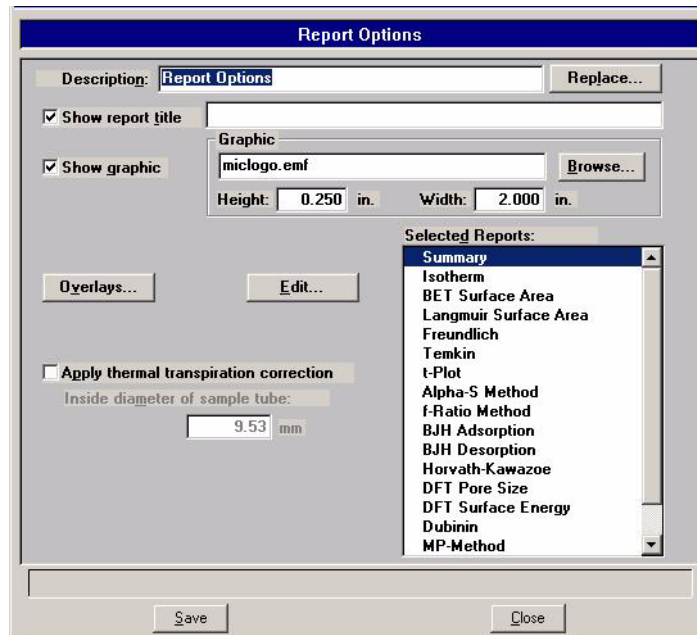 Report Options
Description: Report Options Replace...
Show report title
Graphic
Show graphic miclogo.emf Browse...
Height: 0.250 in. Width: 2.000 in.
Selected Reports:
Summary
Isotherm
BET Surface Area
Langmuir Surface Area
Freundlich
Temkin
t-Plot
Alpha-S Method
f-Ratio Method
BJH Adsorption
BJH Desorption
Horvath-Kawazoe
DFT Pore Size
DFT Surface Energy
Dubinin
MP-Method
Overlays... Edit...
Apply thermal transpiration correction
Inside diameter of sample tube:
9.53 mm
Save Close